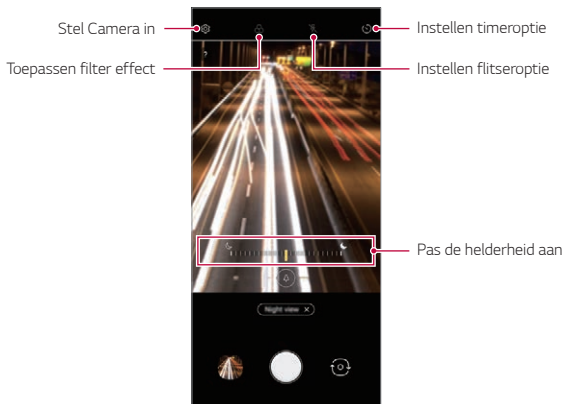 Stel Camera in
Instellen timeroptie
Toepassen filter effect
Instellen flitseroptie
Pas de helderheid aan
Night view ×